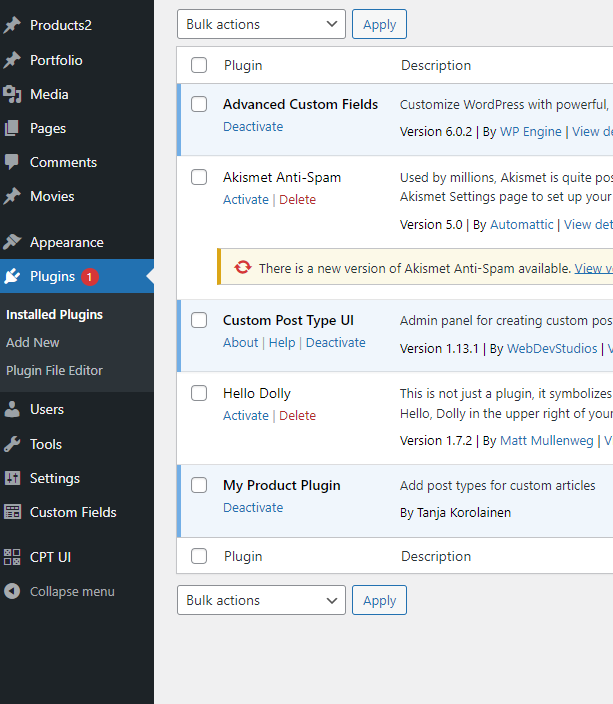 Products2
Portfolio
Media
Pages
Comments
Movies
Appearance
Plugins 1
Installed Plugins
Add New
Plugin File Editor
Users
Tools
Settings
Custom Fields
CPT UI
Collapse menu
Bulk actions Apply
Plugin Description
Advanced Custom Fields Customize WordPress with powerful,
Deactivate Version 6.0.2 | By WP Engine | View de
Akismet Anti-Spam Used by millions, Akismet is quite pos
Activate | Delete Akismet Settings page to set up your
Version 5.0 | By Automattic | View det
There is a new version of Akismet Anti-Spam available. View v
Custom Post Type UI Admin panel for creating custom pos
About | Help | Deactivate Version 1.13.1 | By WebDevStudios | V
Hello Dolly This is not just a plugin, it symbolizes
Activate | Delete Hello, Dolly in the upper right of your
Version 1.7.2 | By Matt Mullenweg | V
My Product Plugin Add post types for custom articles
Deactivate By Tanja Korolainen
Plugin Description
Bulk actions Apply